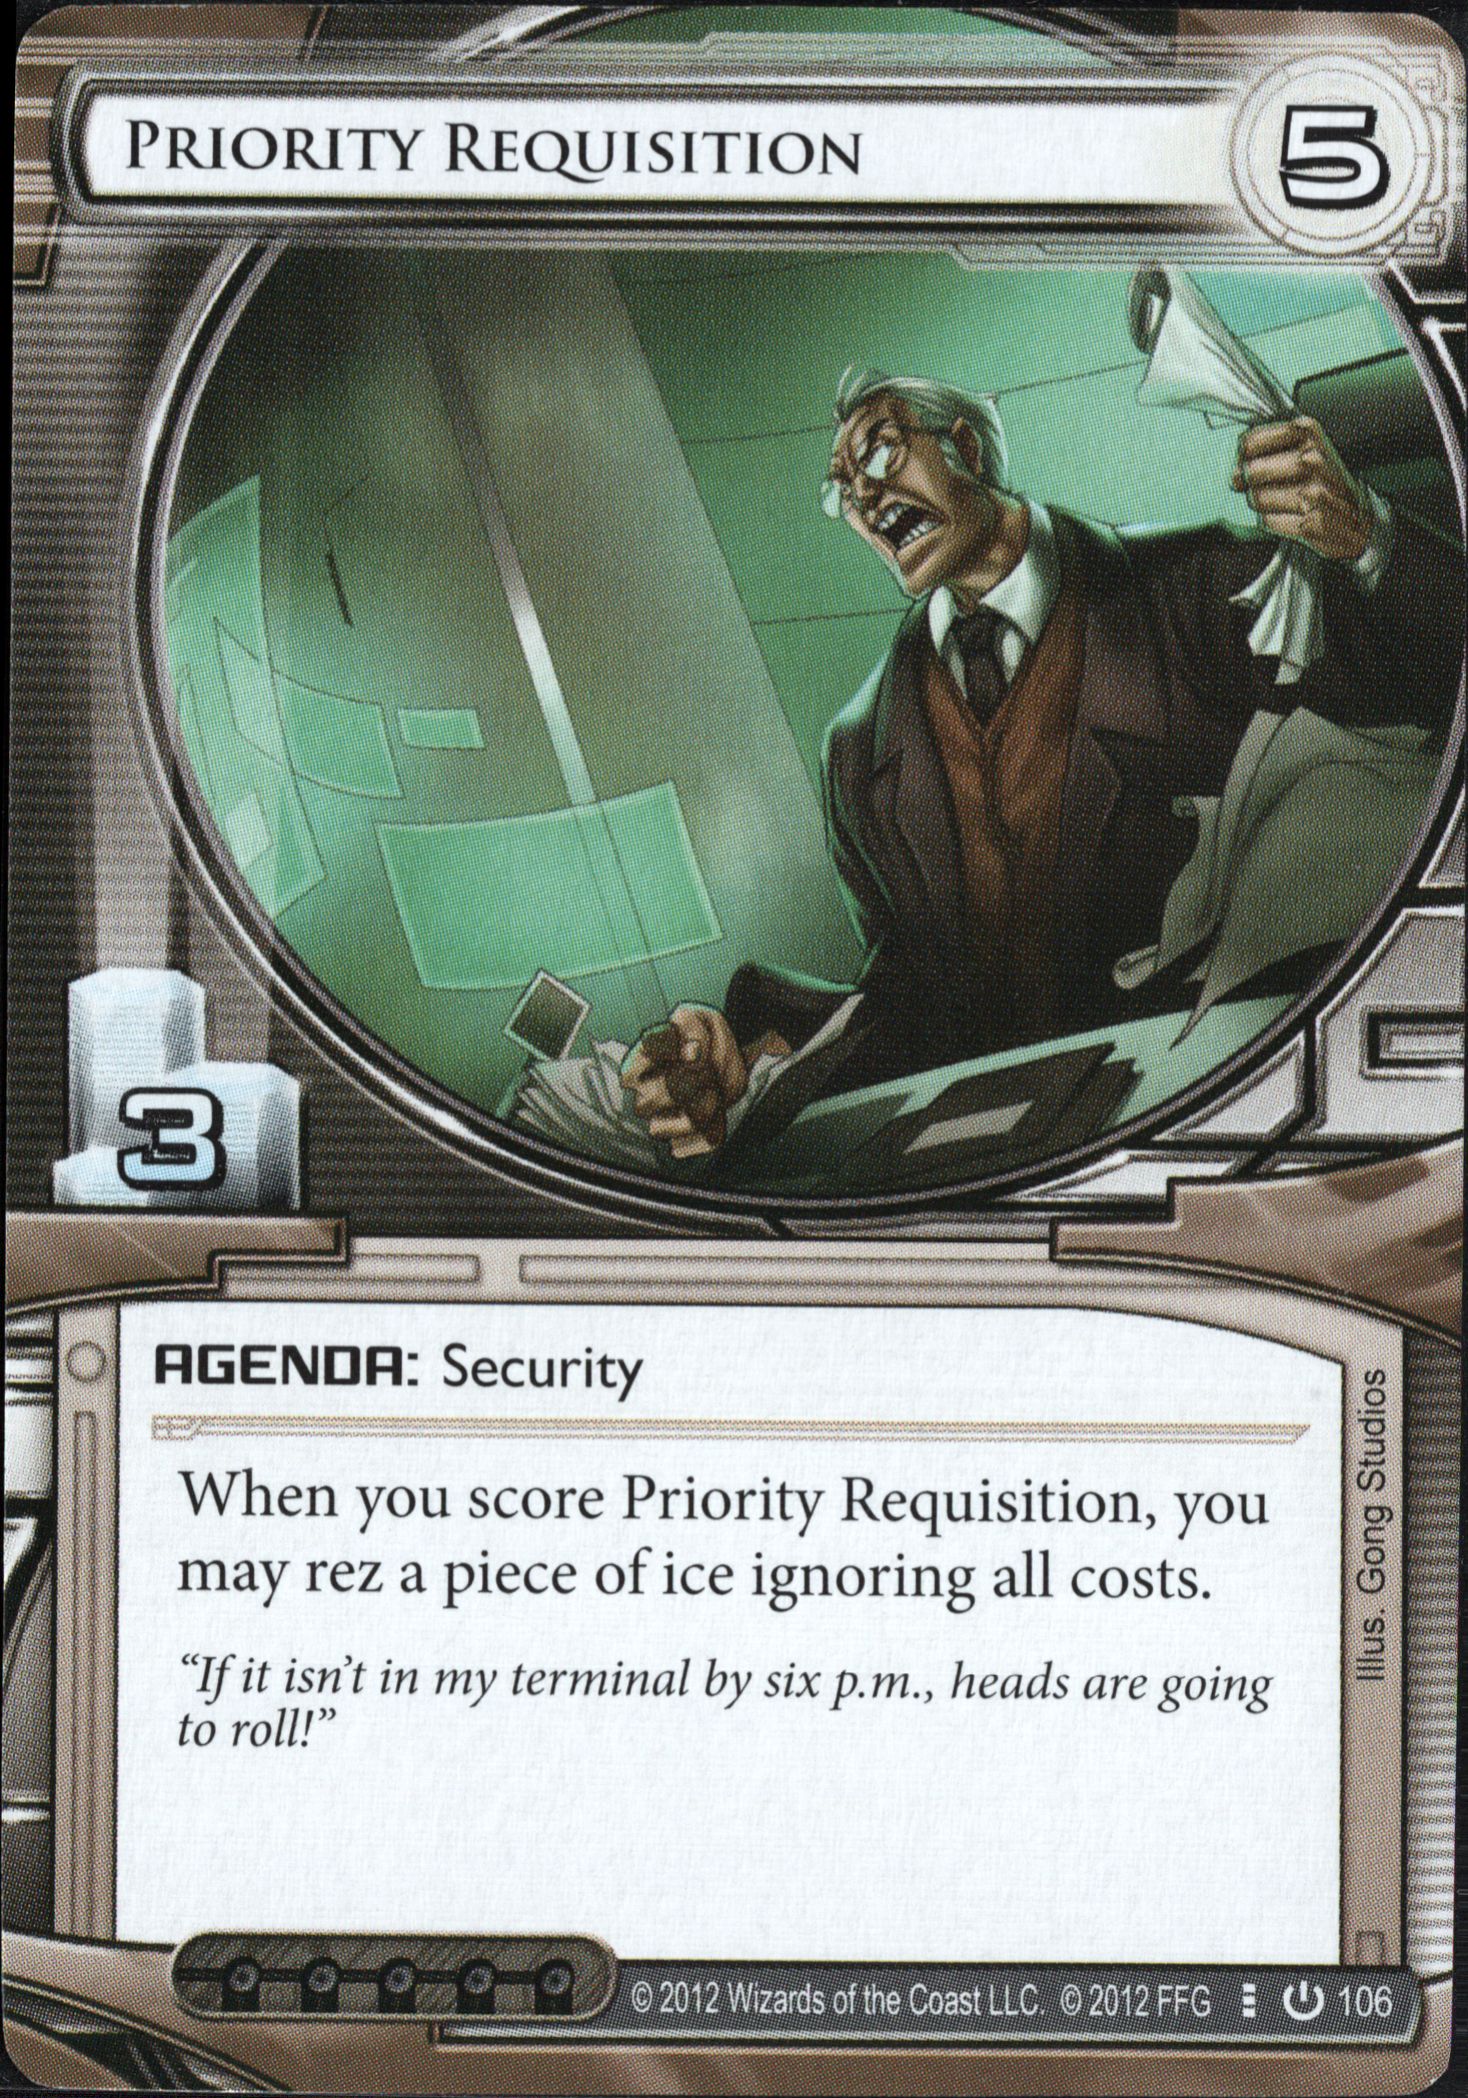 PRIORITY REQUISITION
5
3
AGENDA: Security
When you score Priority Requisition, you
may rez a piece of ice ignoring all costs.
“If it isn’t in my terminal by six p.m., heads are going
to roll!”
Illus. Gong Studios
© 2012 Wizards of the Coast LLC. © 2012 FFG 106